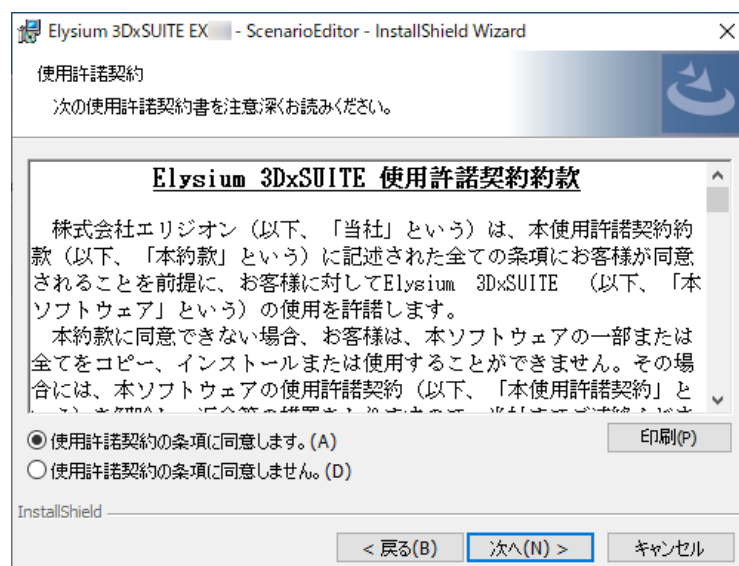 Elysium 3DxSUITE EX - ScenarioEditor - InstallShield Wizard
使用許諾契約
次の使用許諾契約書を注意深くお読みください。
Elysium 3DxSUITE 使用許諾契約約款
株式会社エリジオン（以下、「当社」という）は、本使用許諾契約約
款（以下、「本約款」という）に記述された全ての条項にお客様が同意
されることを前提に、お客様に対してElysium 3DxSUITE （以下、「本
ソフトウェア」という）の使用を許諾します。
本約款に同意できない場合、お客様は、本ソフトウェアの一部または
全てをコピー、インストールまたは使用することができません。その場
合には、本ソフトウェアの使用許諾契約（以下、「本使用許諾契約」と
使用許諾契約の条項に同意します。(A)
印刷(P)
使用許諾契約の条項に同意しません。(D)
InstallShield
< 戻る(B)
次へ(N) >
キャンセル